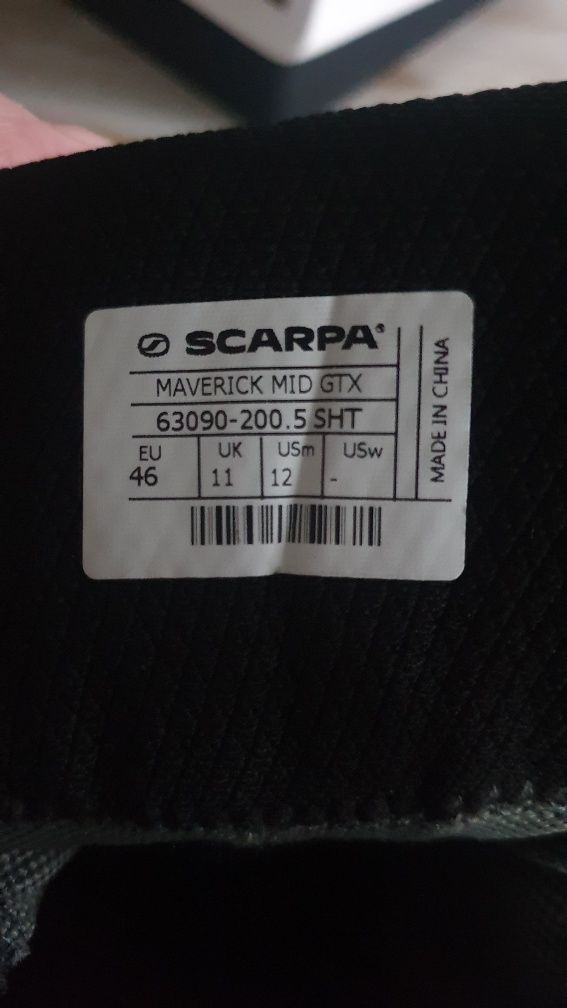 SCARPA®
MAVERICK MID GTX
63090-200.5 SHT
EU UK USm USw
46 11 12 -
MADE IN CHINA